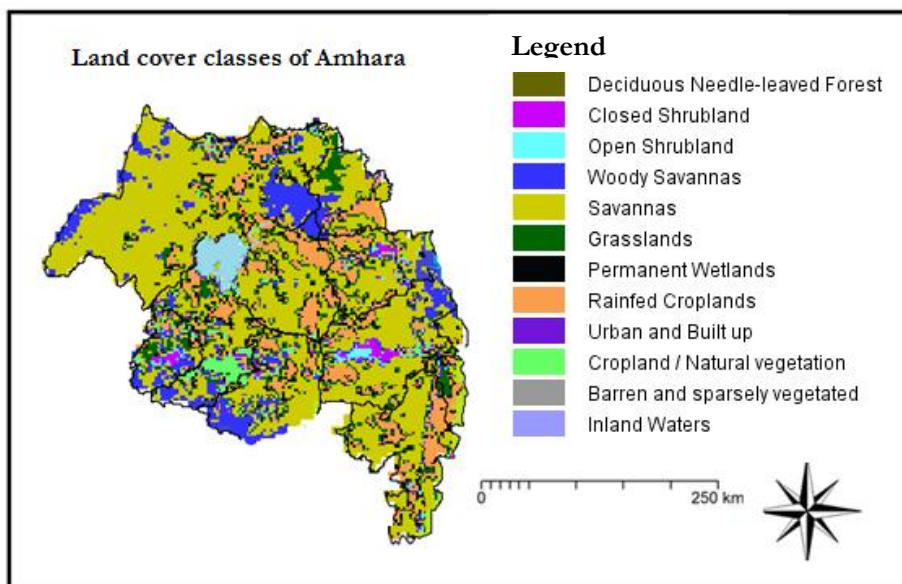 Land cover classes of Amhara
Legend
Deciduous Needle-leaved Forest
Closed Shrubland
Open Shrubland
Woody Savannas
Savannas
Grasslands
Permanent Wetlands
Rainfed Croplands
Urban and Built up
Cropland / Natural vegetation
Barren and sparsely vegetated
Inland Waters
0 250 km